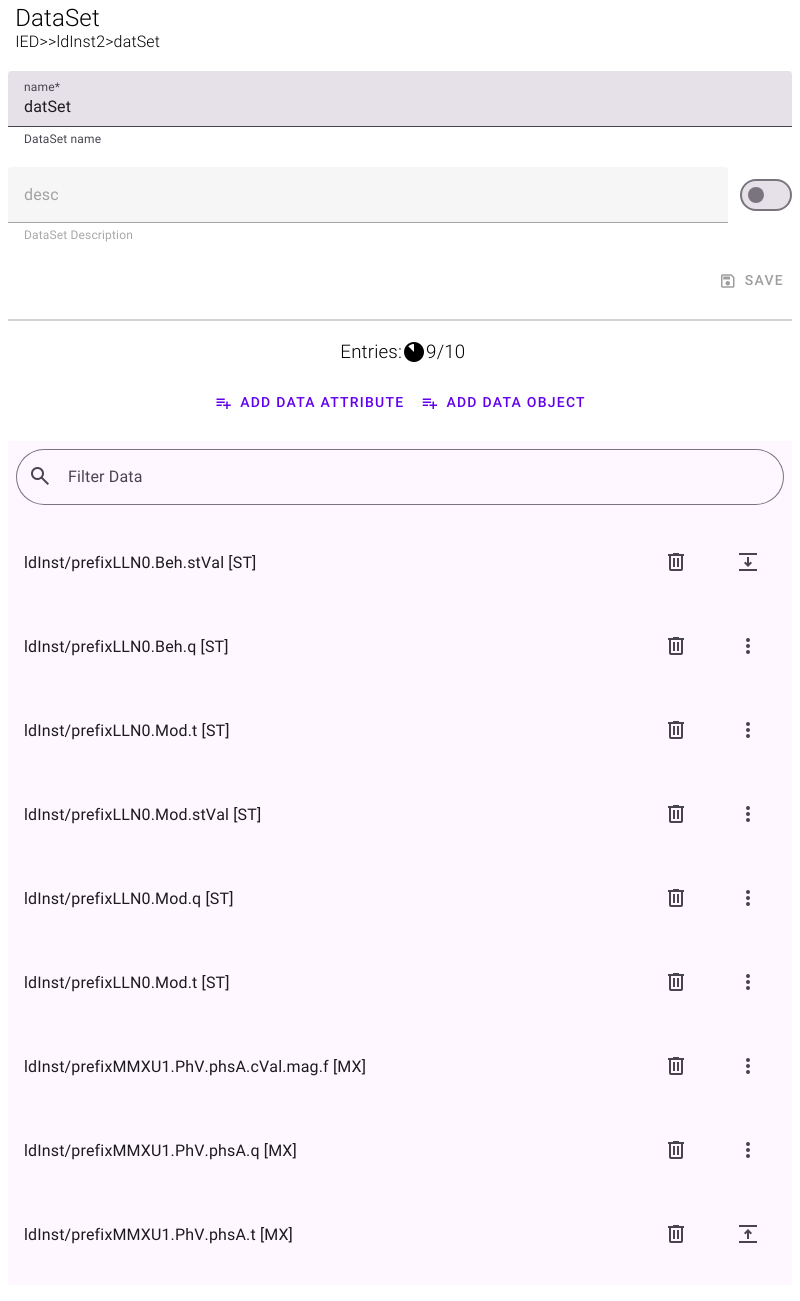 DataSet
IED>>ldInst2>datSet
name*
datSet
DataSet name
desc
DataSet Description
SAVE
Entries: 9/10
ADD DATA ATTRIBUTE ADD DATA OBJECT
Filter Data
ldInst/prefixLLN0.Beh.stVal [ST]
ldInst/prefixLLN0.Beh.q [ST]
ldInst/prefixLLN0.Mod.t [ST]
ldInst/prefixLLN0.Mod.stVal [ST]
ldInst/prefixLLN0.Mod.q [ST]
ldInst/prefixLLN0.Mod.t [ST]
ldInst/prefixMMXU1.PhV.phsA.cVal.mag.f [MX]
ldInst/prefixMMXU1.PhV.phsA.q [MX]
ldInst/prefixMMXU1.PhV.phsA.t [MX]